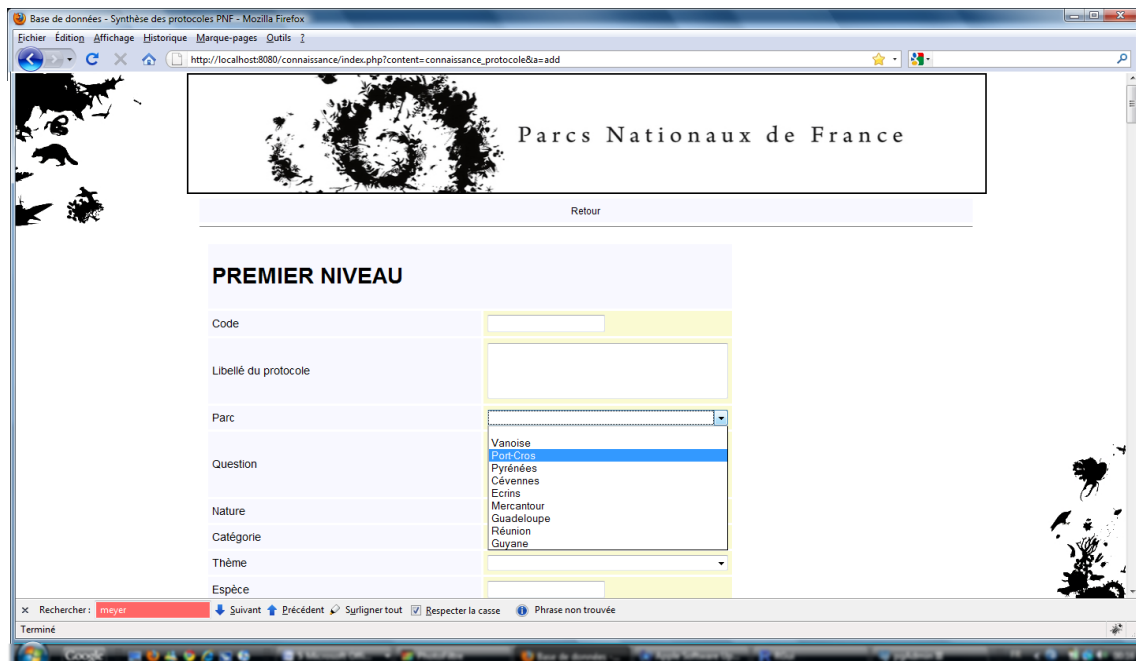 Base de données - Synthèse des protocoles PNF - Mozilla Firefox
Fichier Édition Affichage Historique Marque-pages Outils ?
http://localhost:8080/connaissance/index.php?content=connaissance_protocole&a=add
Parcs Nationaux de France
Retour
PREMIER NIVEAU
Code
Libellé du protocole
Parc
Vanoise
Port-Cros
Question
Pyrénées
Cévennes
Ecrins
Mercantour
Nature
Guadeloupe
Réunion
Catégorie
Guyane
Thème
Espèce
× Rechercher : meyer Suivant Précédent Surligner tout Respecter la casse Phrase non trouvée
Terminé
Google